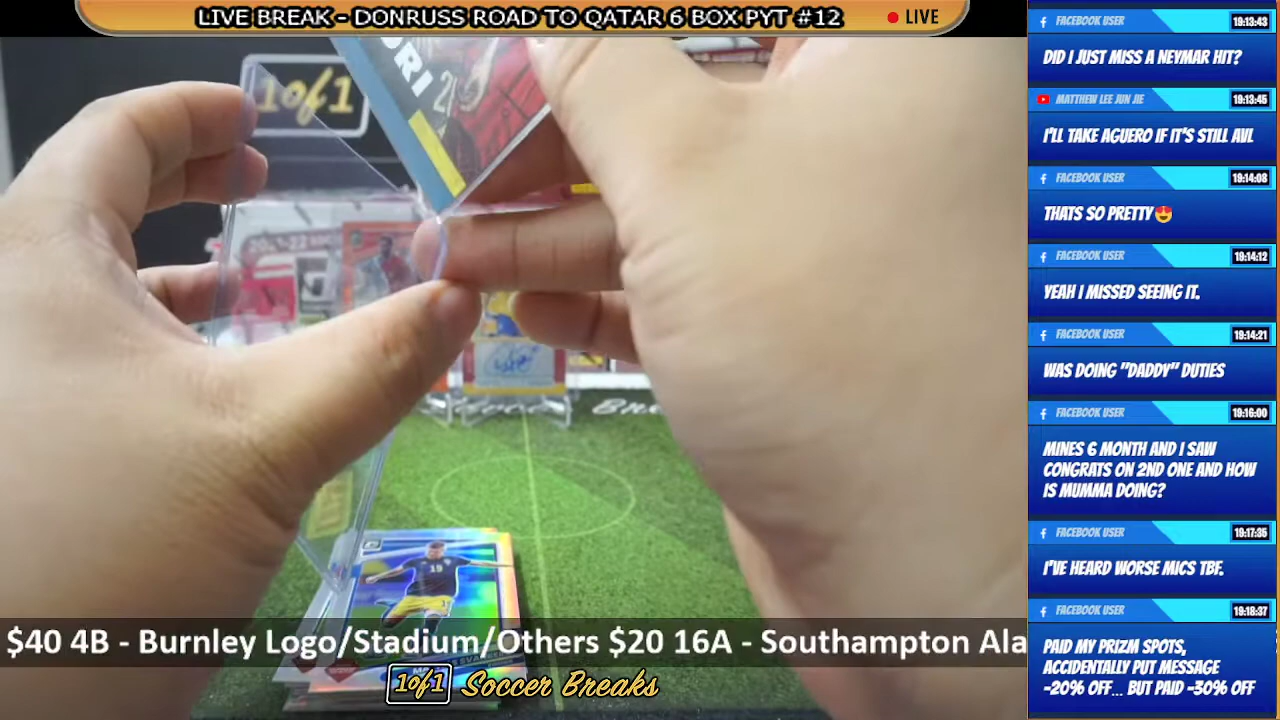 LIVE BREAK - DONRUSS ROAD TO QATAR 6 BOX PYT #12
LIVE
1of1
ORI
2021-22
19
$40 4B - Burnley Logo/Stadium/Others $20 16A - Southampton Ala
1of1 Soccer Breaks
FACEBOOK USER 19:13:43
DID I JUST MISS A NEYMAR HIT?
MATTHEW LEE JUN JIE 19:13:45
I'LL TAKE AGUERO IF IT'S STILL AVL
FACEBOOK USER 19:14:08
THATS SO PRETTY😍
FACEBOOK USER 19:14:12
YEAH I MISSED SEEING IT.
FACEBOOK USER 19:14:21
WAS DOING "DADDY" DUTIES
FACEBOOK USER 19:16:00
MINES 6 MONTH AND I SAW
CONGRATS ON 2ND ONE AND HOW
IS MUMMA DOING?
FACEBOOK USER 19:17:35
I'VE HEARD WORSE MICS TBF.
FACEBOOK USER 19:18:37
PAID MY PRIZM SPOTS,
ACCIDENTALLY PUT MESSAGE
-20% OFF... BUT PAID -30% OFF